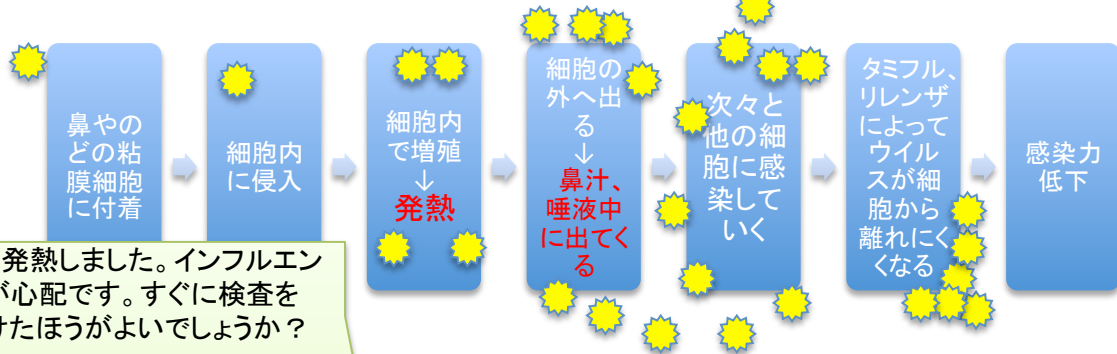 鼻やの
どの粘
膜細胞
に付着
細胞内
に侵入
細胞内
で増殖
↓
発熱
細胞の
外へ出
る
↓
鼻汁、
唾液中
に出てく
る
次々と
他の細
胞に感
染して
いく
タミフル、
リレンザ
によって
ウイル
スが細
胞から
離れにく
くなる
感染力
低下
発熱しました。インフルエン
が心配です。すぐに検査を
けたほうがよいでしょうか？